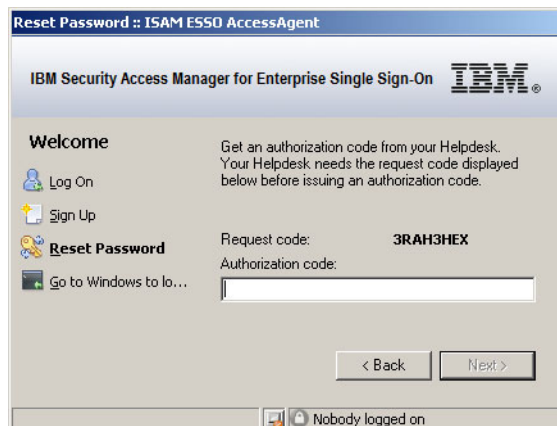 Reset Password :: ISAM ESSO AccessAgent
IBM Security Access Manager for Enterprise Single Sign-On
IBM®
Welcome
Log On
Sign Up
Reset Password
Go to Windows to lo...
Get an authorization code from your Helpdesk.
Your Helpdesk needs the request code displayed
below before issuing an authorization code.
Request code: 3RAH3HEX
Authorization code:
< Back
Next >
Nobody logged on